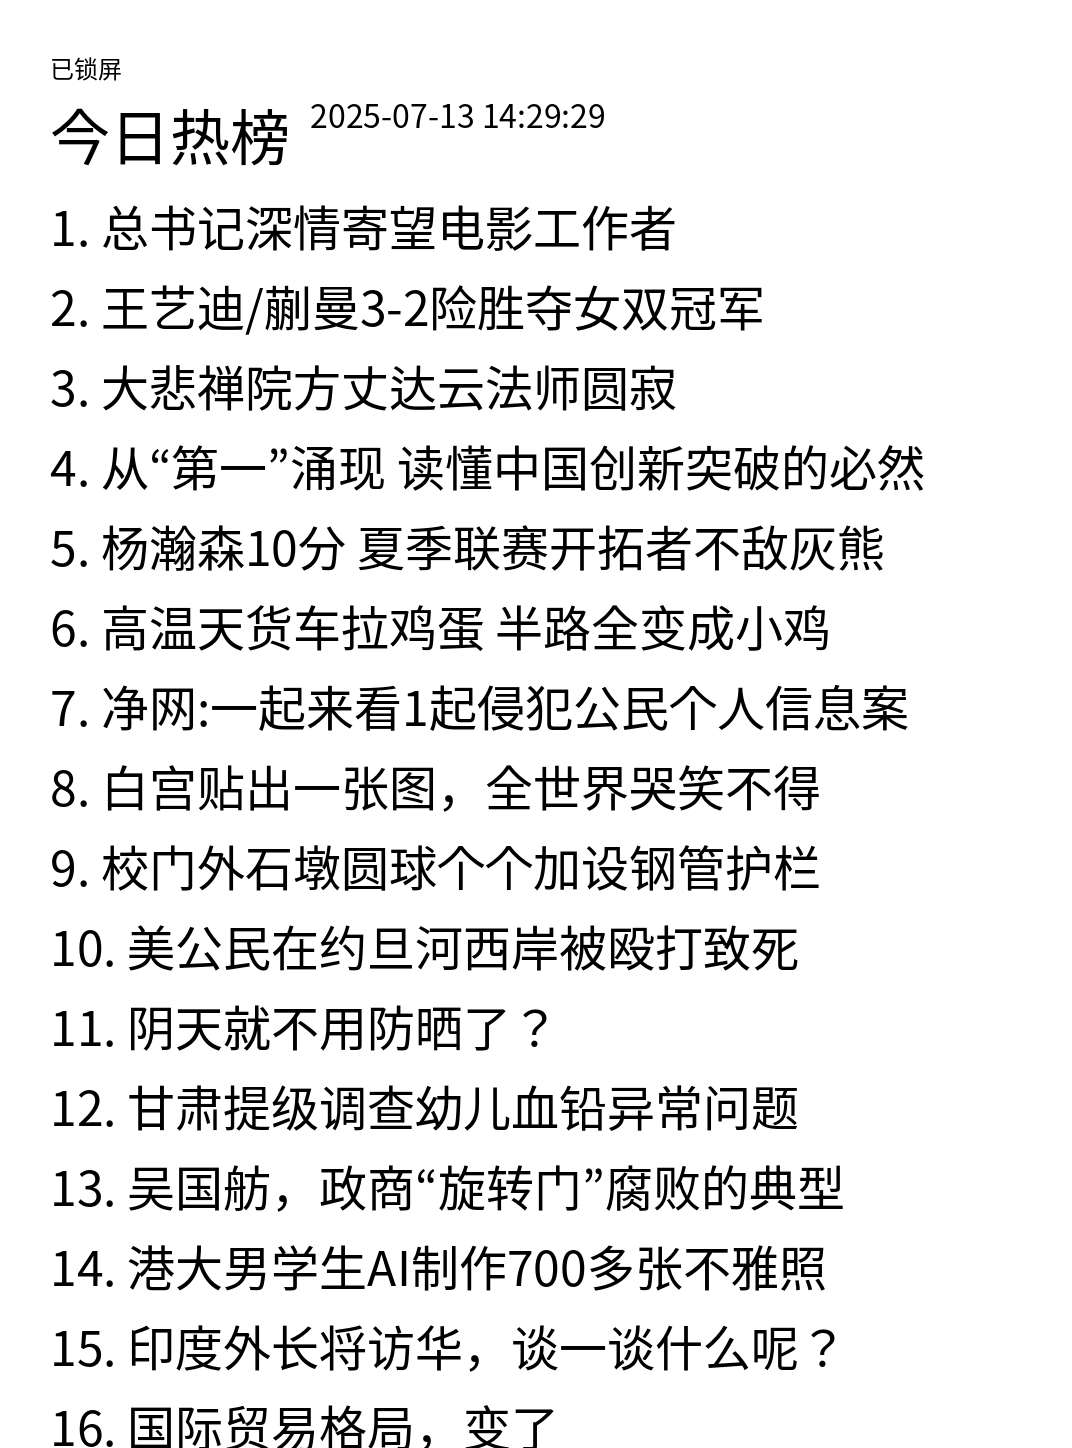 已锁屏
今日热榜 2025-07-13 14:29:29
1. 总书记深情寄望电影工作者
2. 王艺迪/蒯曼3-2险胜夺女双冠军
3. 大悲禅院方丈达云法师圆寂
4. 从“第一”涌现 读懂中国创新突破的必然
5. 杨瀚森10分 夏季联赛开拓者不敌灰熊
6. 高温天货车拉鸡蛋 半路全变成小鸡
7. 净网:一起来看1起侵犯公民个人信息案
8. 白宫贴出一张图，全世界哭笑不得
9. 校门外石墩圆球个个加设钢管护栏
10. 美公民在约旦河西岸被殴打致死
11. 阴天就不用防晒了？
12. 甘肃提级调查幼儿血铅异常问题
13. 吴国舫，政商“旋转门”腐败的典型
14. 港大男学生AI制作700多张不雅照
15. 印度外长将访华，谈一谈什么呢？
16. 国际贸易格局，变了